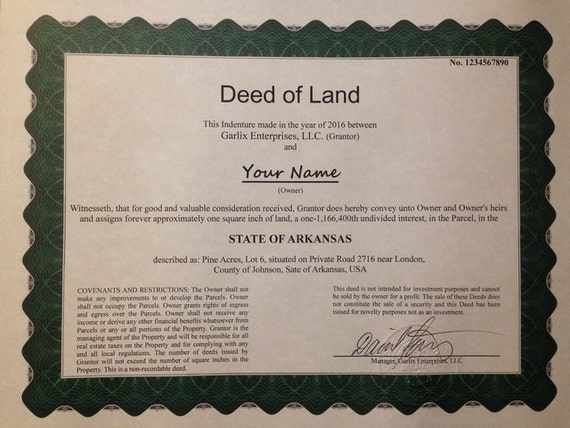 No. 1234567890
Deed of Land
This Indenture made in the year of 2016 between
Garlix Enterprises, LLC. (Grantor)
and
Your Name
(Owner)
Witnesseth, that for good and valuable consideration received, Grantor does hereby convey unto Owner and Owner's heirs
and assigns forever approximately one square inch of land, a one-1,166,400th undivided interest, in the Parcel, in the
STATE OF ARKANSAS
described as: Pine Acres, Lot 6, situated on Private Road 2716 near London,
County of Johnson, Sate of Arkansas, USA
COVENANTS AND RESTRICTIONS: The Owner shall not
make any improvements to or develop the Parcels. Owner
shall not occupy the Parcels. Owner grants rights of ingress
and egress over the Parcels. Owner shall not receive any
income or derive any other financial benefits whatsoever from
Parcels or any or all portions of the Property. Grantor is the
managing agent of the Property and will be responsible for all
real estate taxes on the Property and for complying with any
and all local regulations. The number of deeds issued by
Grantor will not exceed the number of square inches in the
Property. This is a non-recordable deed.
This deed is not intended for investment purposes and cannot
be sold by the owner for a profit. The sale of these Deeds does
not constitute the sale of a security and this Deed has been
issued for novelty purposes not as an investment.
Manager, Garlix Enterprises, LLC